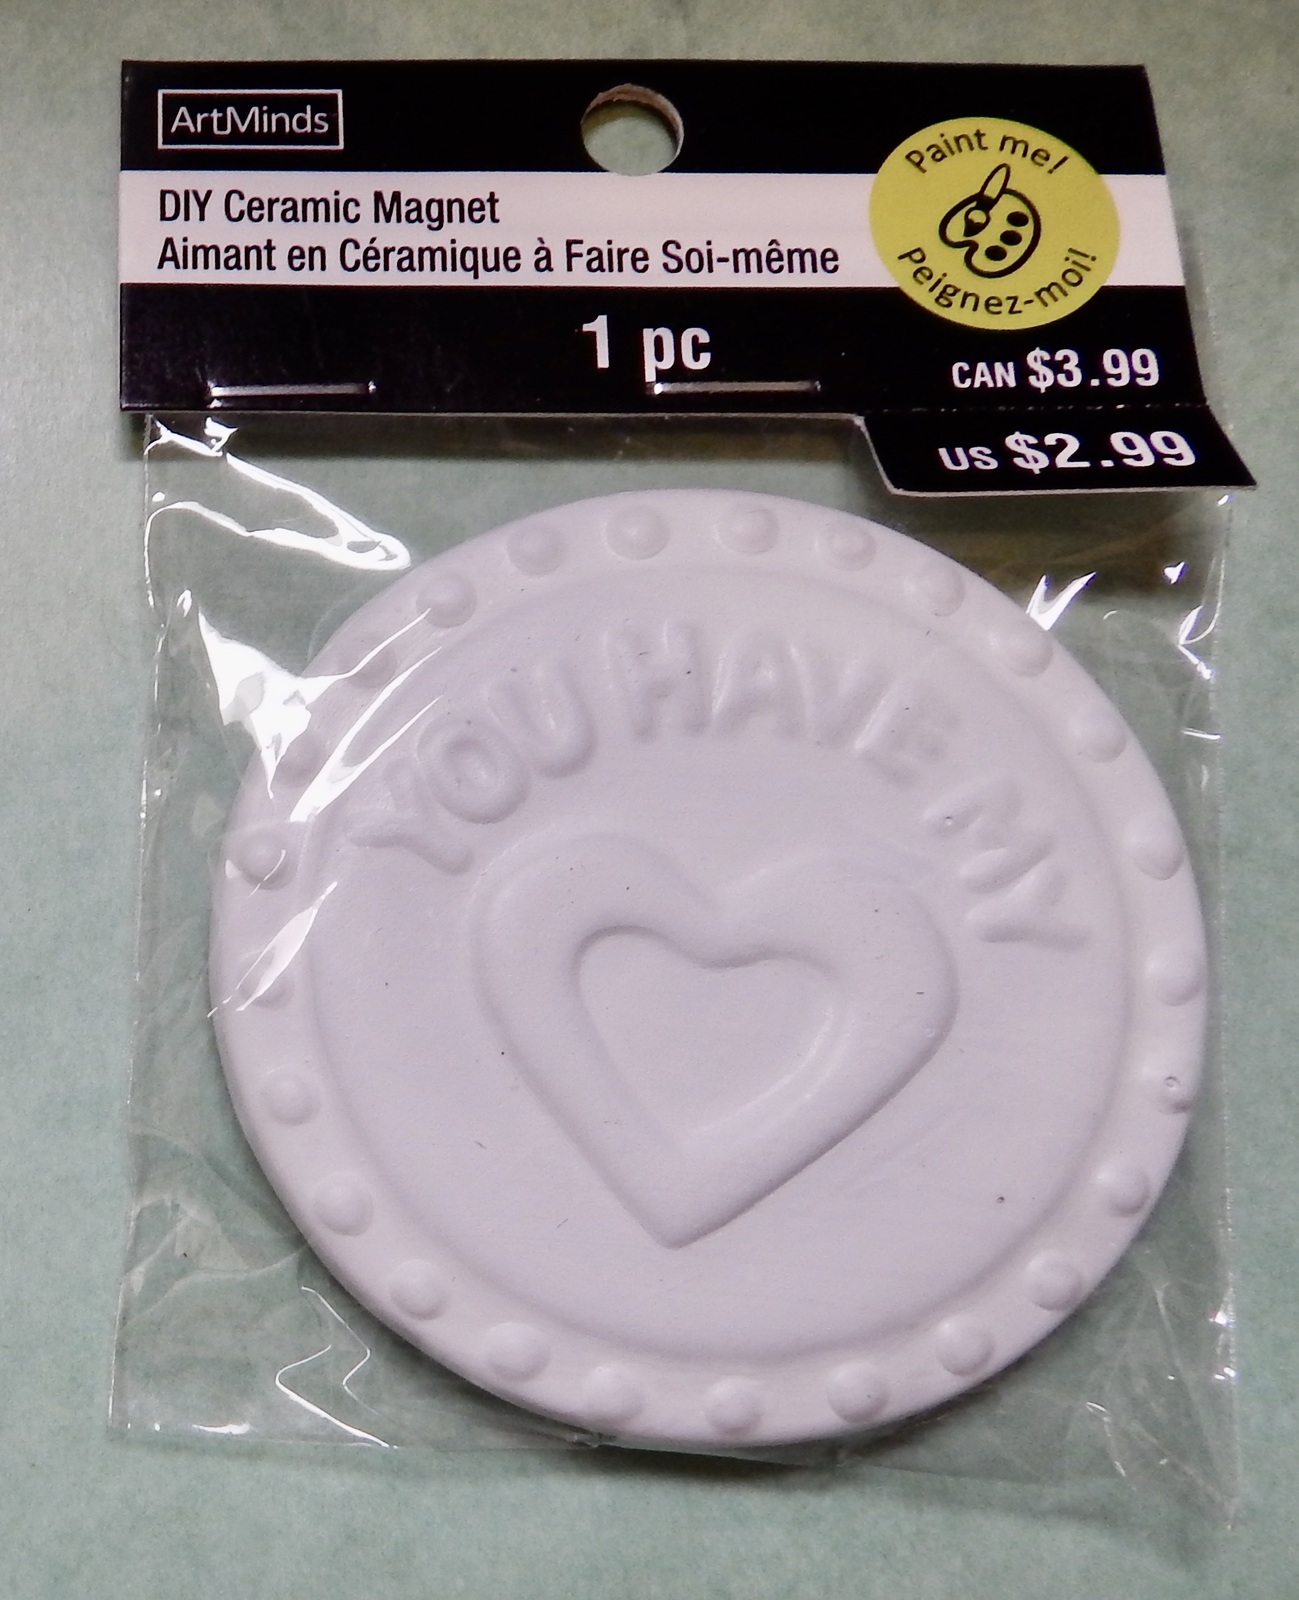 ArtMinds
DIY Ceramic Magnet
Aimant en Céramique à Faire Soi-même
Paint me!
Peignez-moi!
1 pc
CAN $3.99
US $2.99
YOU HAVE MY